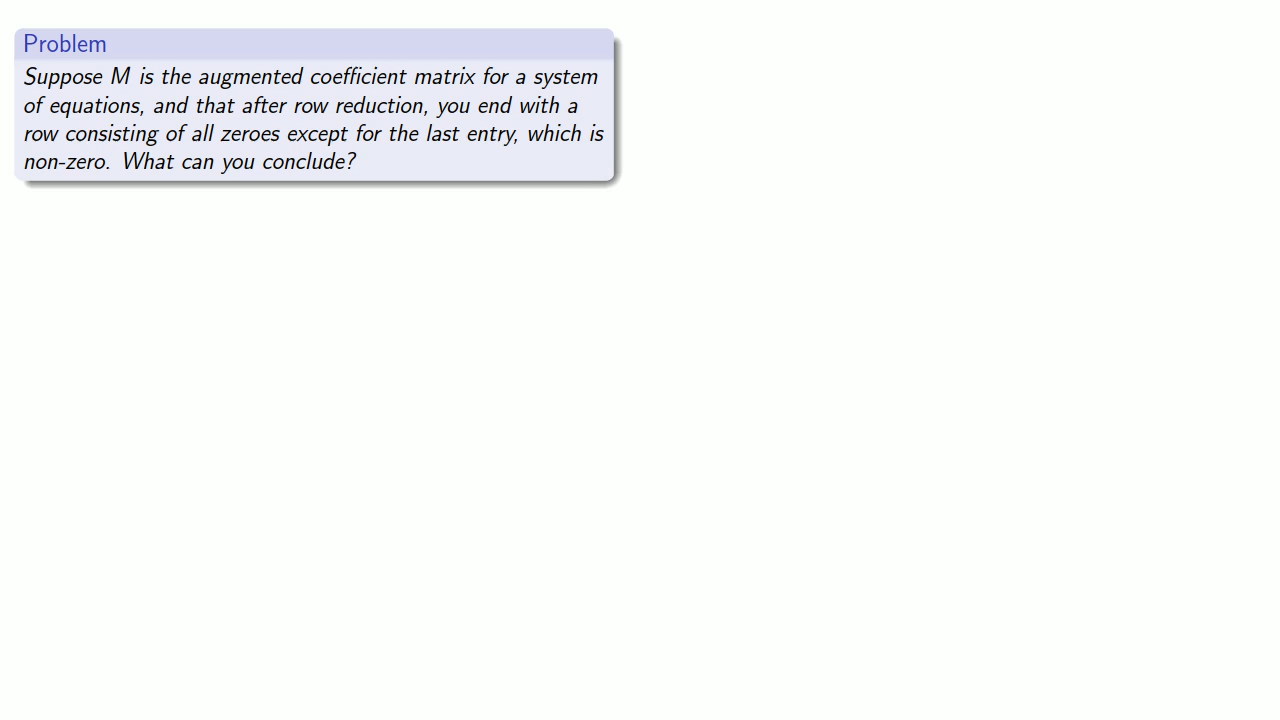 Problem
Suppose M is the augmented coefficient matrix for a system
of equations, and that after row reduction, you end with a
row consisting of all zeroes except for the last entry, which is
non-zero. What can you conclude?